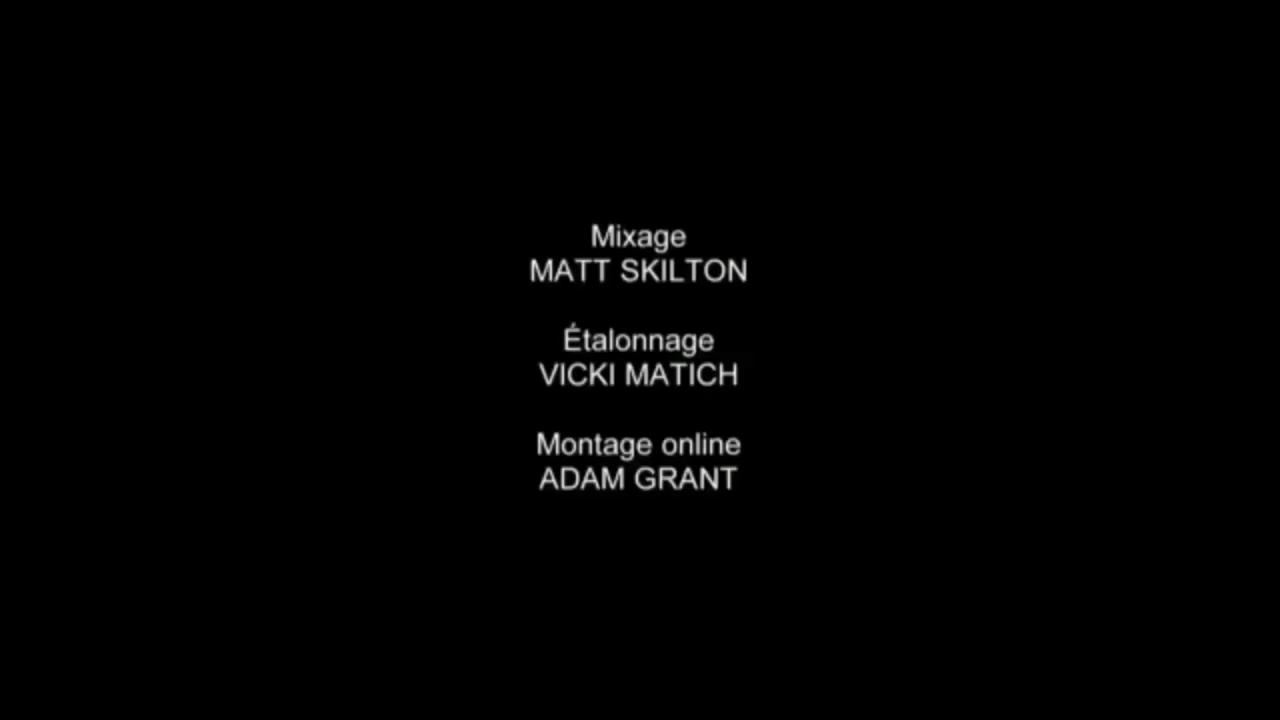 Mixage
MATT SKILTON
Étalonnage
VICKI MATICH
Montage online
ADAM GRANT